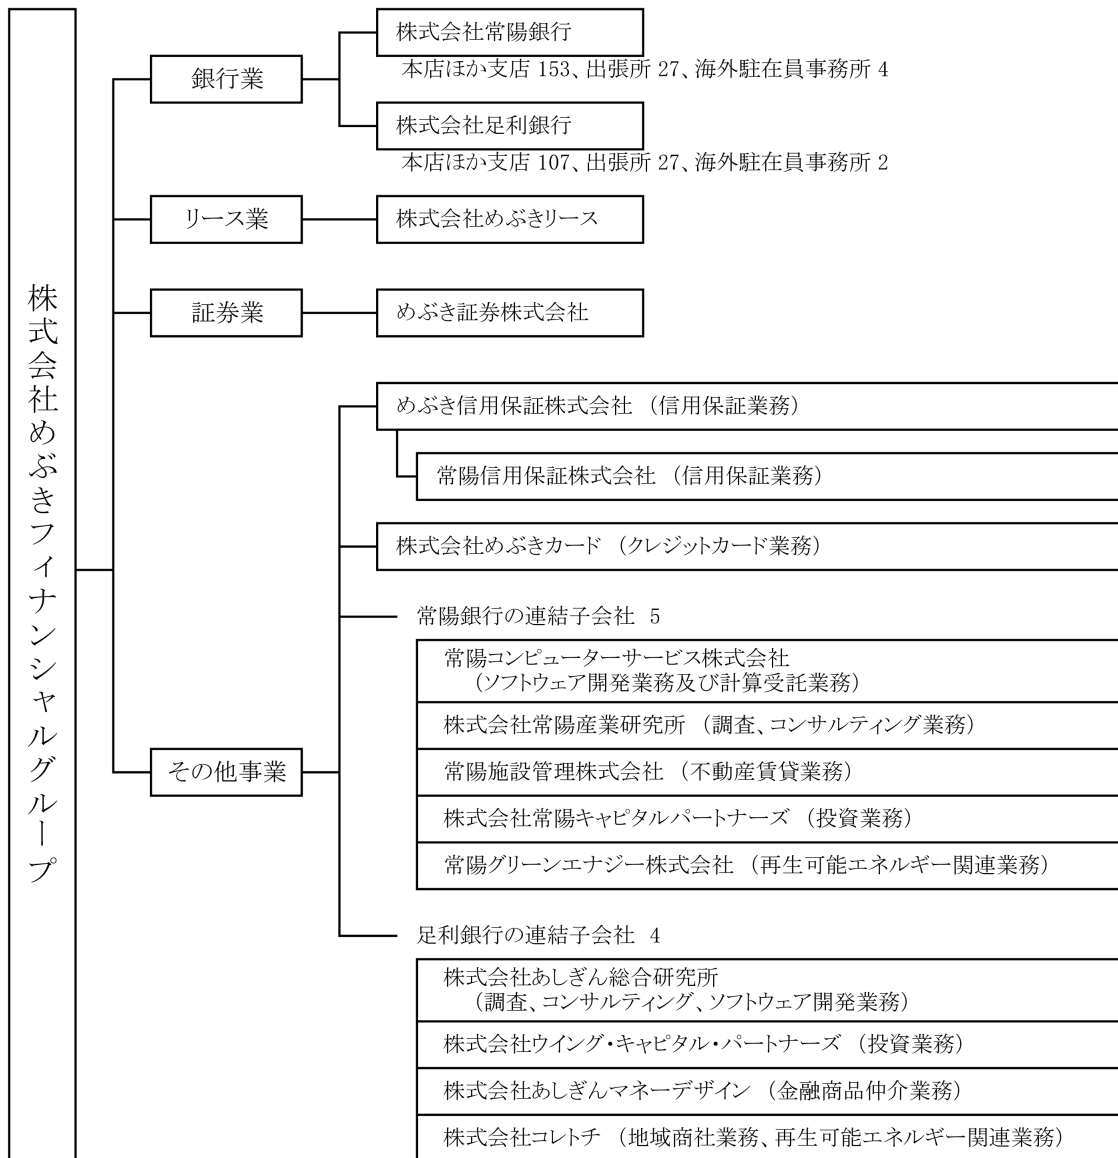 株式会社めぶきフィナンシャルグループ
銀行業
株式会社常陽銀行
本店ほか支店 153、出張所 27、海外駐在員事務所 4
株式会社足利銀行
本店ほか支店 107、出張所 27、海外駐在員事務所 2
リース業
株式会社めぶきリース
証券業
めぶき証券株式会社
その他事業
めぶき信用保証株式会社 （信用保証業務）
常陽信用保証株式会社 （信用保証業務）
株式会社めぶきカード （クレジットカード業務）
常陽銀行の連結子会社 5
常陽コンピューターサービス株式会社
（ソフトウェア開発業務及び計算受託業務）
株式会社常陽産業研究所 （調査、コンサルティング業務）
常陽施設管理株式会社 （不動産賃貸業務）
株式会社常陽キャピタルパートナーズ （投資業務）
常陽グリーンエナジー株式会社 （再生可能エネルギー関連業務）
足利銀行の連結子会社 4
株式会社あしぎん総合研究所
（調査、コンサルティング、ソフトウェア開発業務）
株式会社ウイング・キャピタル・パートナーズ （投資業務）
株式会社あしぎんマネーデザイン （金融商品仲介業務）
株式会社コレトチ （地域商社業務、再生可能エネルギー関連業務）